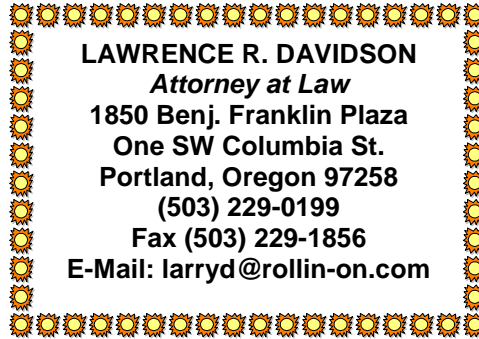 LAWRENCE R. DAVIDSON
Attorney at Law
1850 Benj. Franklin Plaza
One SW Columbia St.
Portland, Oregon 97258
(503) 229-0199
Fax (503) 229-1856
E-Mail: larryd@rollin-on.com